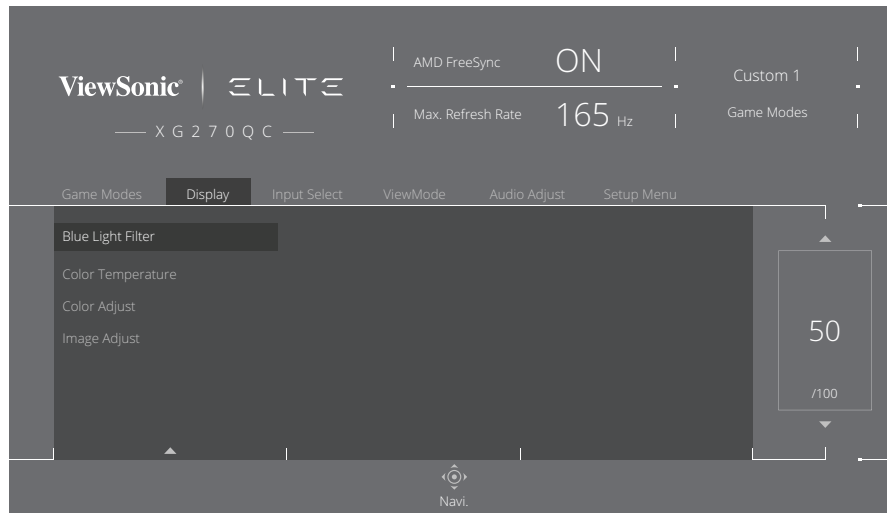 ViewSonic® ELITE
XG270QC
AMD FreeSync ON
Max. Refresh Rate 165 Hz
Custom 1
Game Modes
Game Modes Display Input Select ViewMode Audio Adjust Setup Menu
Blue Light Filter
Color Temperature
Color Adjust
Image Adjust
50
/100
Navi.